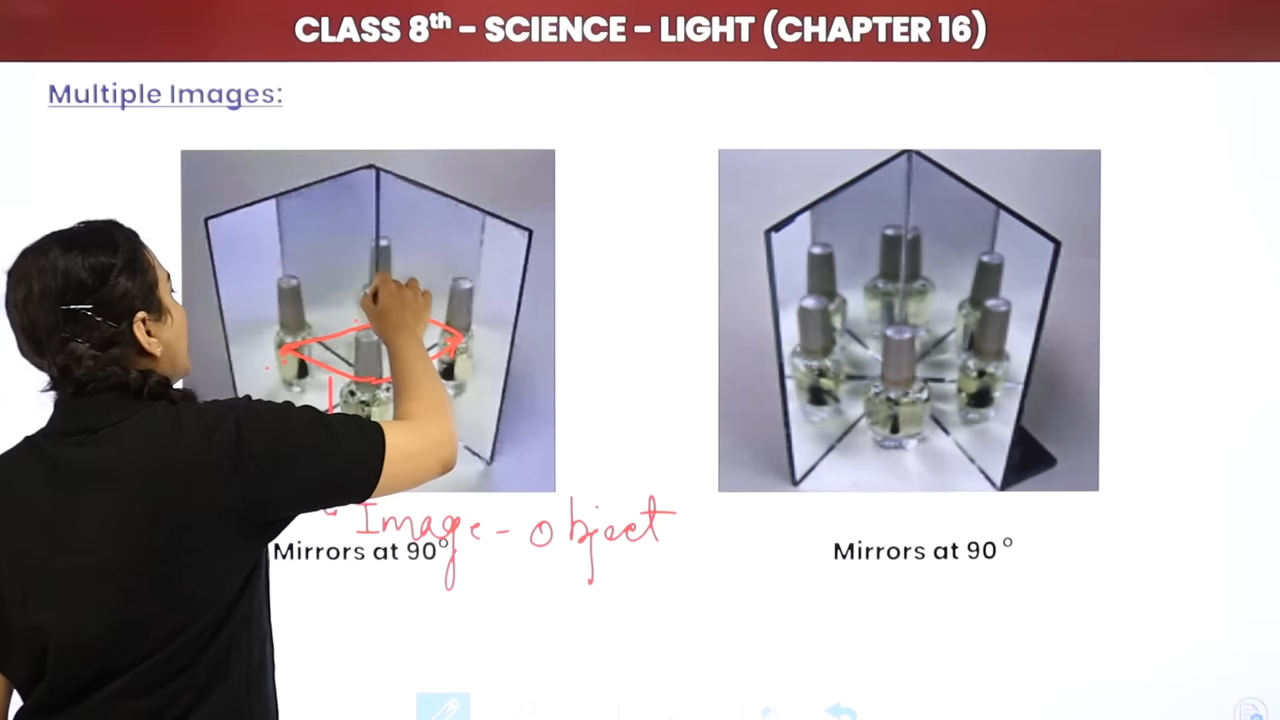 CLASS 8th - SCIENCE - LIGHT (CHAPTER 16)
Multiple Images:
Image - Object
Mirrors at 90°
Mirrors at 90°